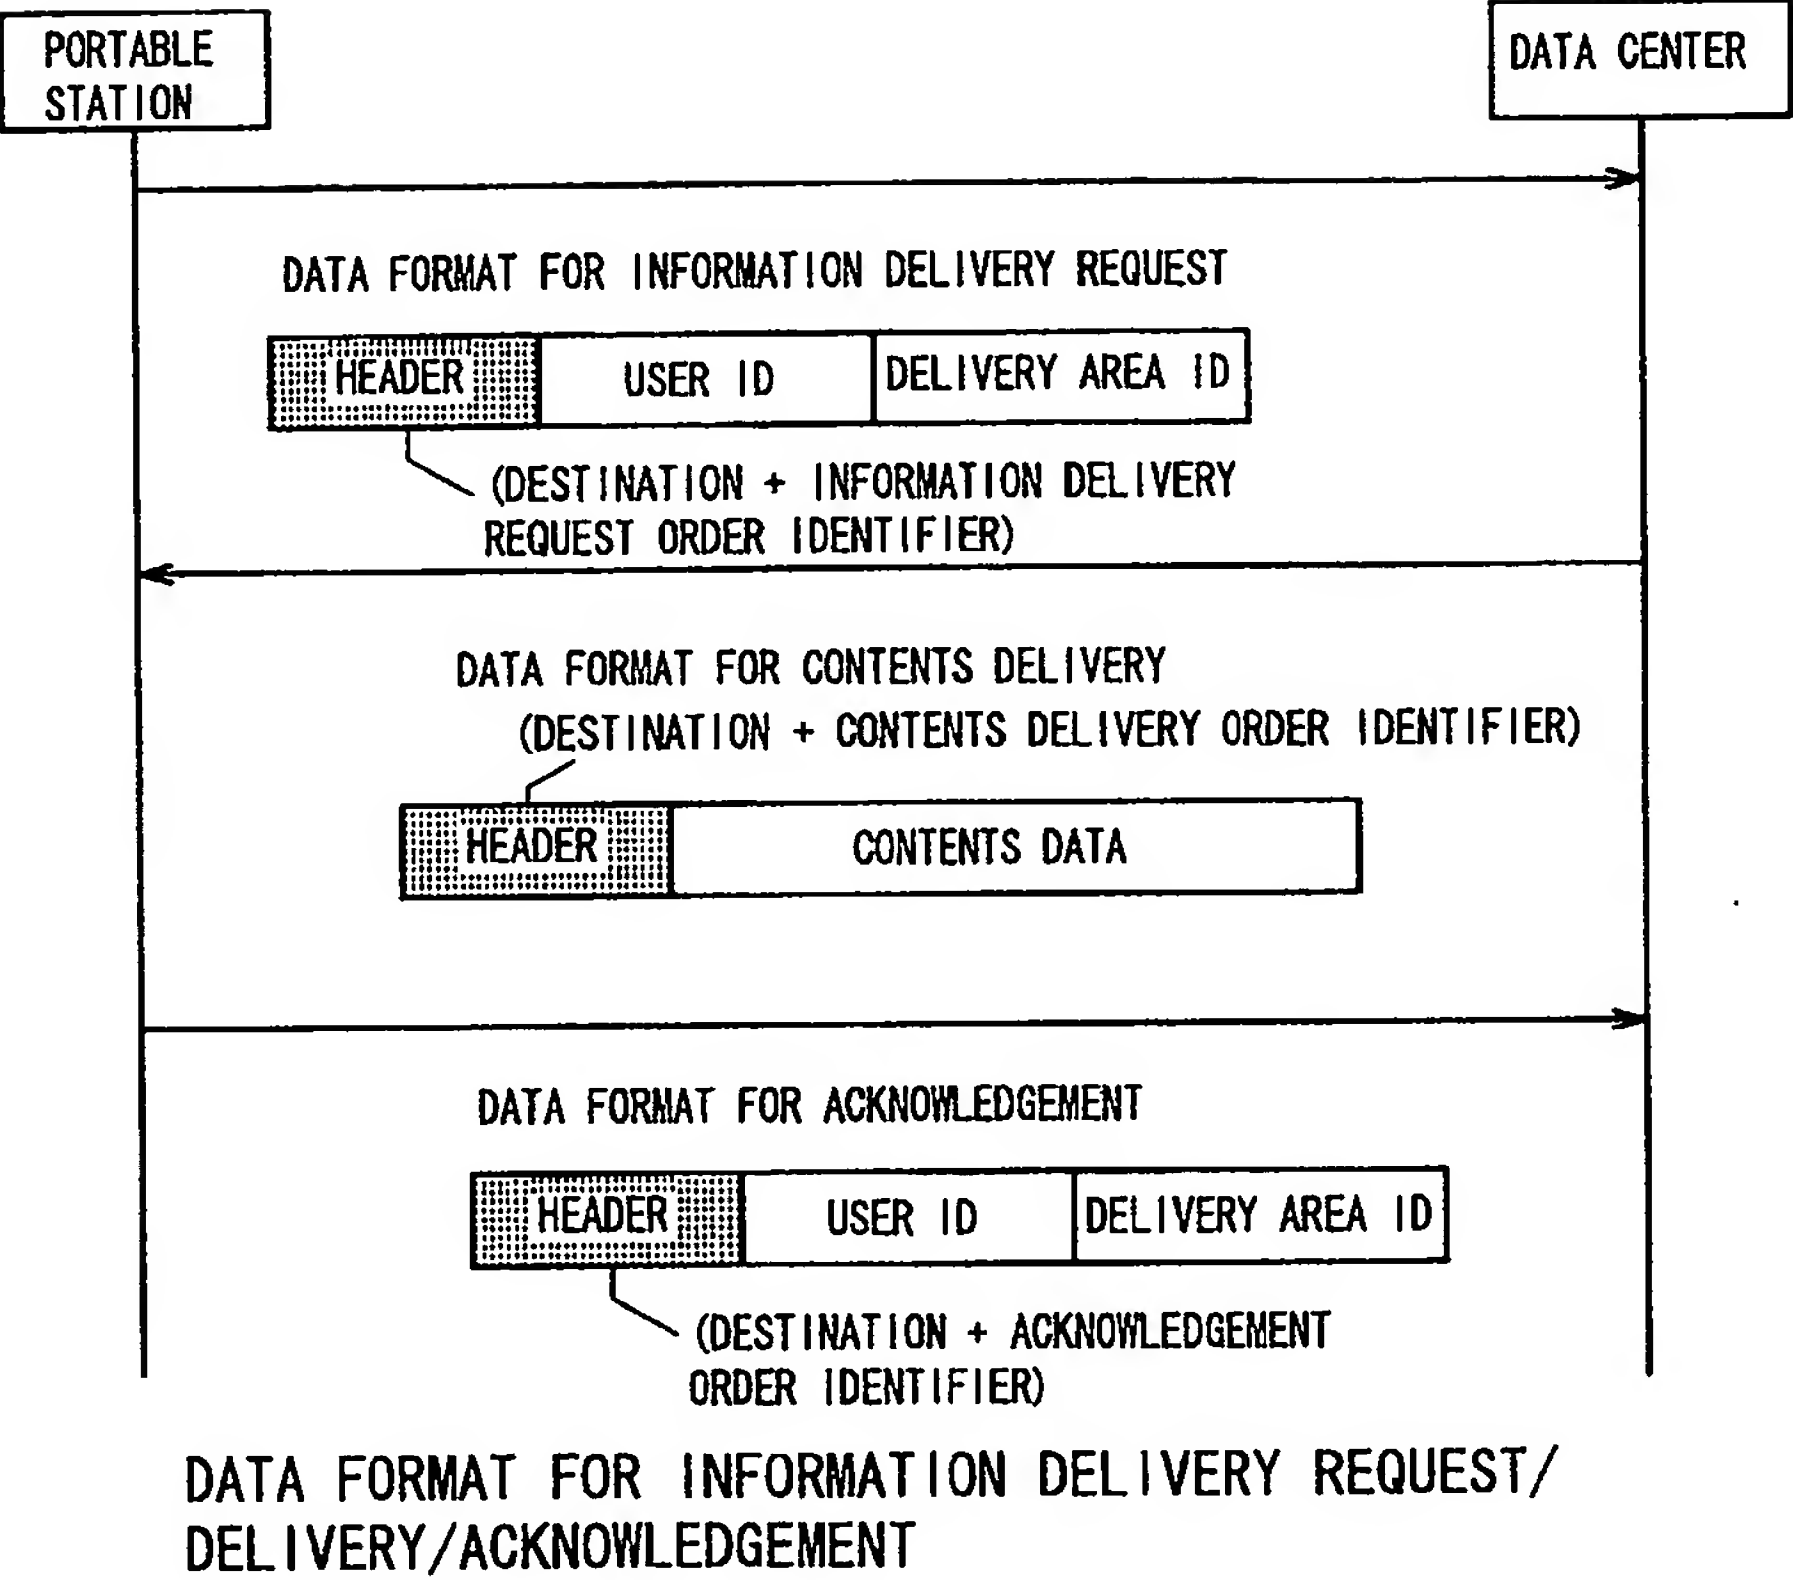 PORTABLE
STATION
DATA CENTER
DATA FORMAT FOR INFORMATION DELIVERY REQUEST
HEADER
USER ID
DELIVERY AREA ID
(DESTINATION + INFORMATION DELIVERY
REQUEST ORDER IDENTIFIER)
DATA FORMAT FOR CONTENTS DELIVERY
(DESTINATION + CONTENTS DELIVERY ORDER IDENTIFIER)
HEADER
CONTENTS DATA
DATA FORMAT FOR ACKNOWLEDGEMENT
HEADER
USER ID
DELIVERY AREA ID
(DESTINATION + ACKNOWLEDGEMENT
ORDER IDENTIFIER)
DATA FORMAT FOR INFORMATION DELIVERY REQUEST/
DELIVERY/ACKNOWLEDGEMENT